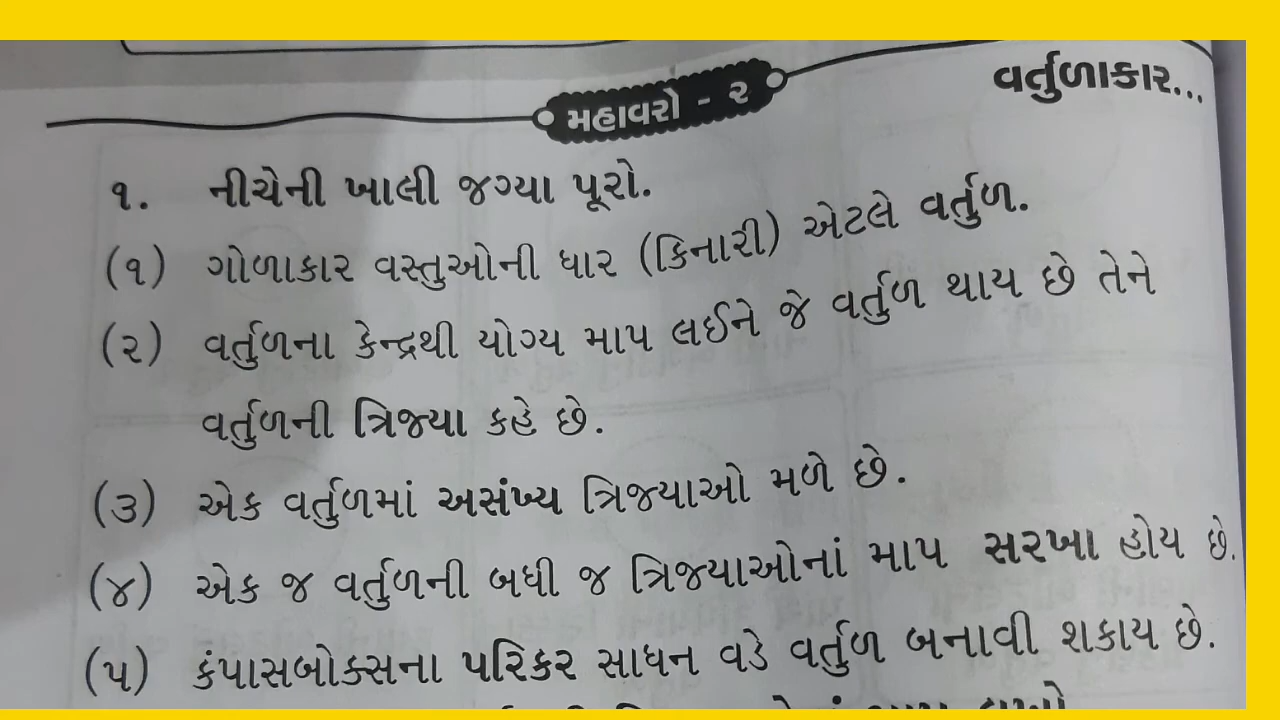 મહાવરો - ૨
વર્તુળાકાર...
૧. નીચેની ખાલી જગ્યા પૂરો.
(૧) ગોળાકાર વસ્તુઓની ધાર (કિનારી) એટલે વર્તુળ.
(૨) વર્તુળના કેન્દ્રથી યોગ્ય માપ લઈને જે વર્તુળ થાય છે તેને
વર્તુળની ત્રિજ્યા કહે છે.
(૩) એક વર્તુળમાં અસંખ્ય ત્રિજ્યાઓ મળે છે.
(૪) એક જ વર્તુળની બધી જ ત્રિજ્યાઓનાં માપ સરખા હોય છે.
(૫) કંપાસબોક્સના પરિકર સાધન વડે વર્તુળ બનાવી શકાય છે.